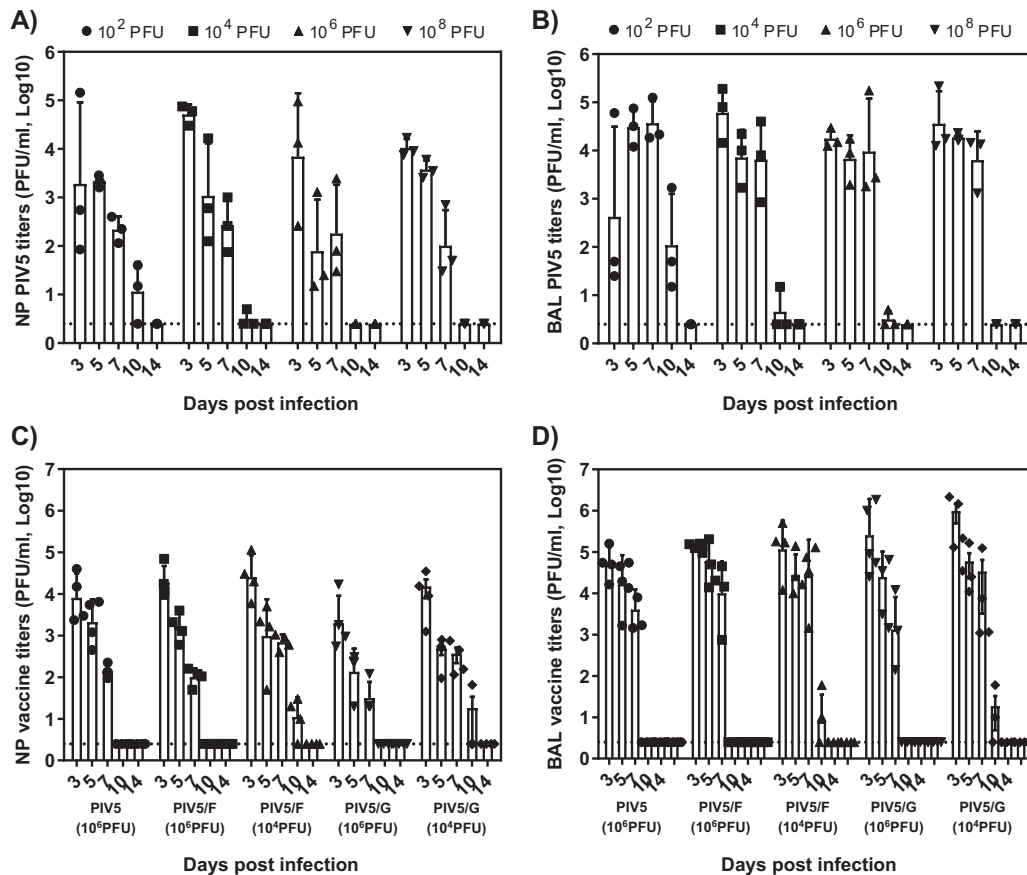 A)
● 10² PFU ■ 10⁴ PFU ▲ 10⁶ PFU ▼ 10⁸ PFU
NP PIV5 titers (PFU/ml, Log10)
6
5
4
3
2
1
0
3 5 7 10 14 3 5 7 10 14 3 5 7 10 14 3 5 7 10 14
Days post infection
B)
● 10² PFU ■ 10⁴ PFU ▲ 10⁶ PFU ▼ 10⁸ PFU
BAL PIV5 titers (PFU/ml, Log10)
6
5
4
3
2
1
0
3 5 7 10 14 3 5 7 10 14 3 5 7 10 14 3 5 7 10 14
Days post infection
C)
NP vaccine titers (PFU/ml, Log10)
7
6
5
4
3
2
1
0
3 5 7 10 14 3 5 7 10 14 3 5 7 10 14 3 5 7 10 14 3 5 7 10 14
PIV5 PIV5/F PIV5/F PIV5/G PIV5/G
(10⁶PFU) (10⁶PFU) (10⁴PFU) (10⁶PFU) (10⁴PFU)
Days post infection
D)
BAL vaccine titers (PFU/ml, Log10)
7
6
5
4
3
2
1
0
3 5 7 10 14 3 5 7 10 14 3 5 7 10 14 3 5 7 10 14 3 5 7 10 14
PIV5 PIV5/F PIV5/F PIV5/G PIV5/G
(10⁶PFU) (10⁶PFU) (10⁴PFU) (10⁶PFU) (10⁴PFU)
Days post infection